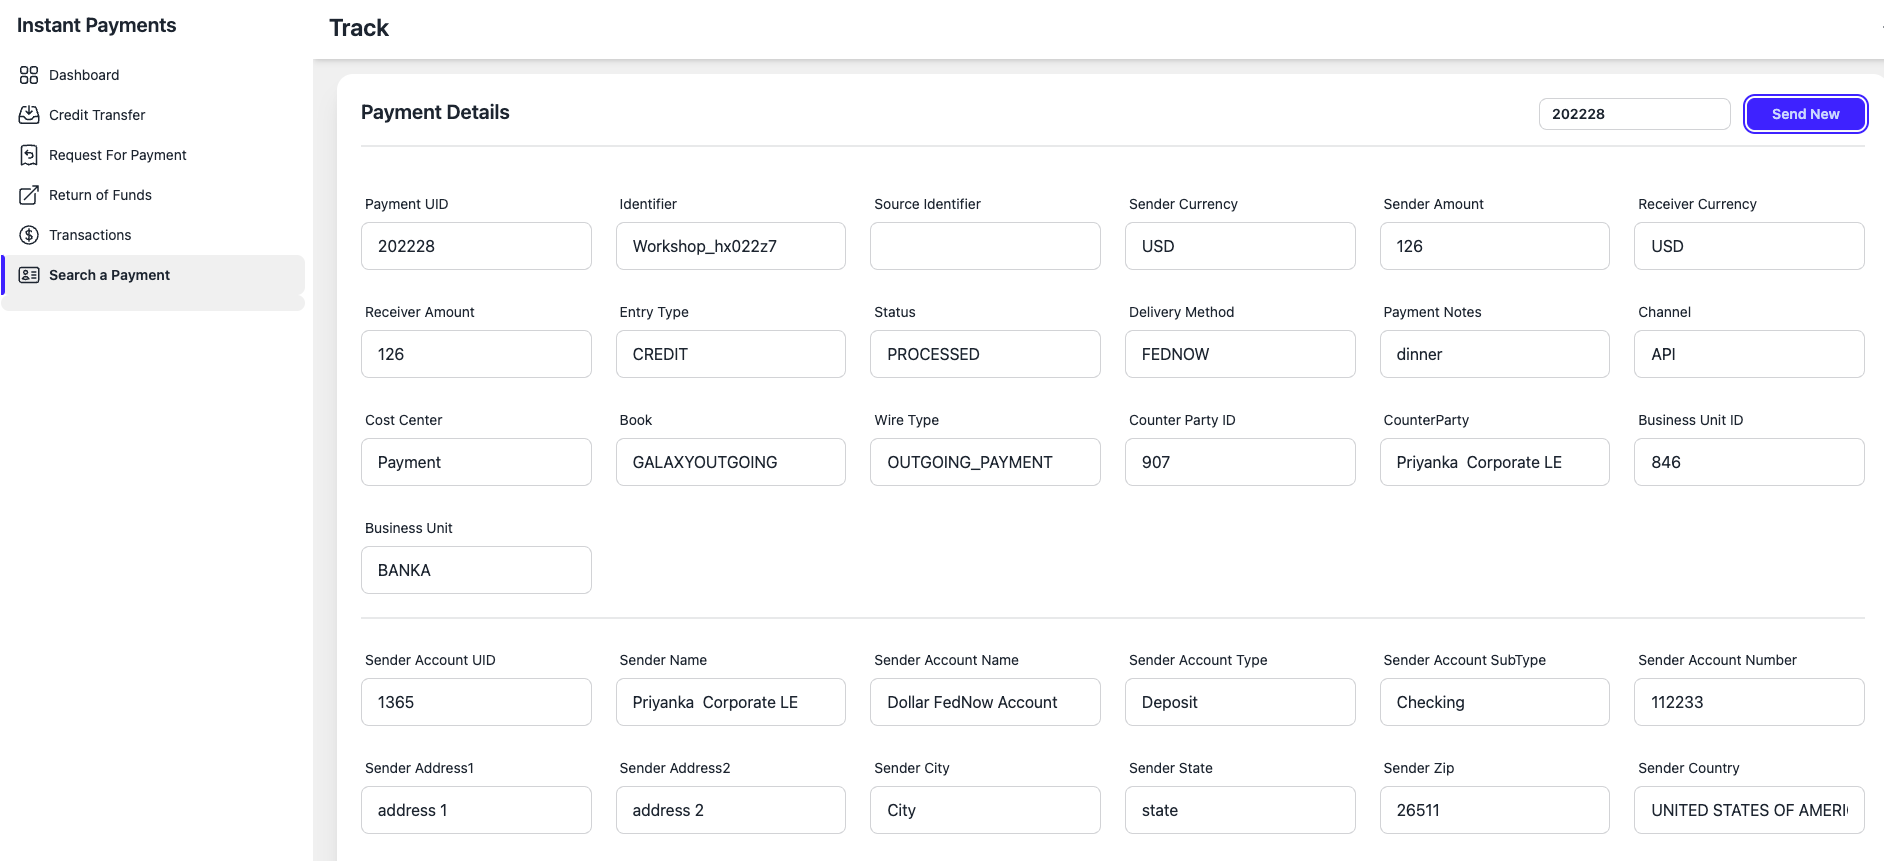 Instant Payments
Dashboard
Credit Transfer
Request For Payment
Return of Funds
Transactions
Search a Payment
Track
Payment Details
202228
Send New
Payment UID Identifier Source Identifier Sender Currency Sender Amount Receiver Currency
202228 Workshop_hx022z7 USD 126 USD
Receiver Amount Entry Type Status Delivery Method Payment Notes Channel
126 CREDIT PROCESSED FEDNOW dinner API
Cost Center Book Wire Type Counter Party ID CounterParty Business Unit ID
Payment GALAXYOUTGOING OUTGOING_PAYMENT 907 Priyanka  Corporate LE 846
Business Unit
BANKA
Sender Account UID Sender Name Sender Account Name Sender Account Type Sender Account SubType Sender Account Number
1365 Priyanka  Corporate LE Dollar FedNow Account Deposit Checking 112233
Sender Address1 Sender Address2 Sender City Sender State Sender Zip Sender Country
address 1 address 2 City state 26511 UNITED STATES OF AMERI